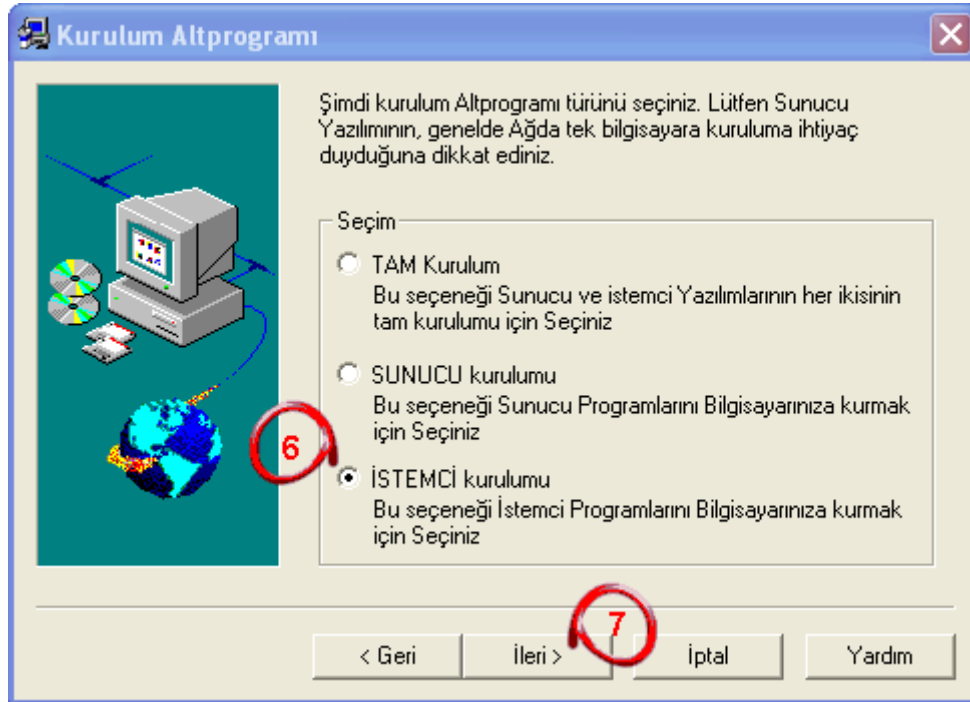 Kurulum Altprogramı
Şimdi kurulum Altprogramı türünü seçiniz. Lütfen Sunucu
Yazılımının, genelde Ağda tek bilgisayara kuruluma ihtiyaç
duyduğuna dikkat ediniz.
Seçim
TAM Kurulum
Bu seçeneği Sunucu ve istemci Yazılımlarının her ikisinin
tam kurulumu için Seçiniz
SUNUCU kurulumu
Bu seçeneği Sunucu Programlarını Bilgisayarınıza kurmak
için Seçiniz
6
İSTEMCİ kurulumu
Bu seçeneği İstemci Programlarını Bilgisayarınıza kurmak
için Seçiniz
7
< Geri İleri > İptal Yardım